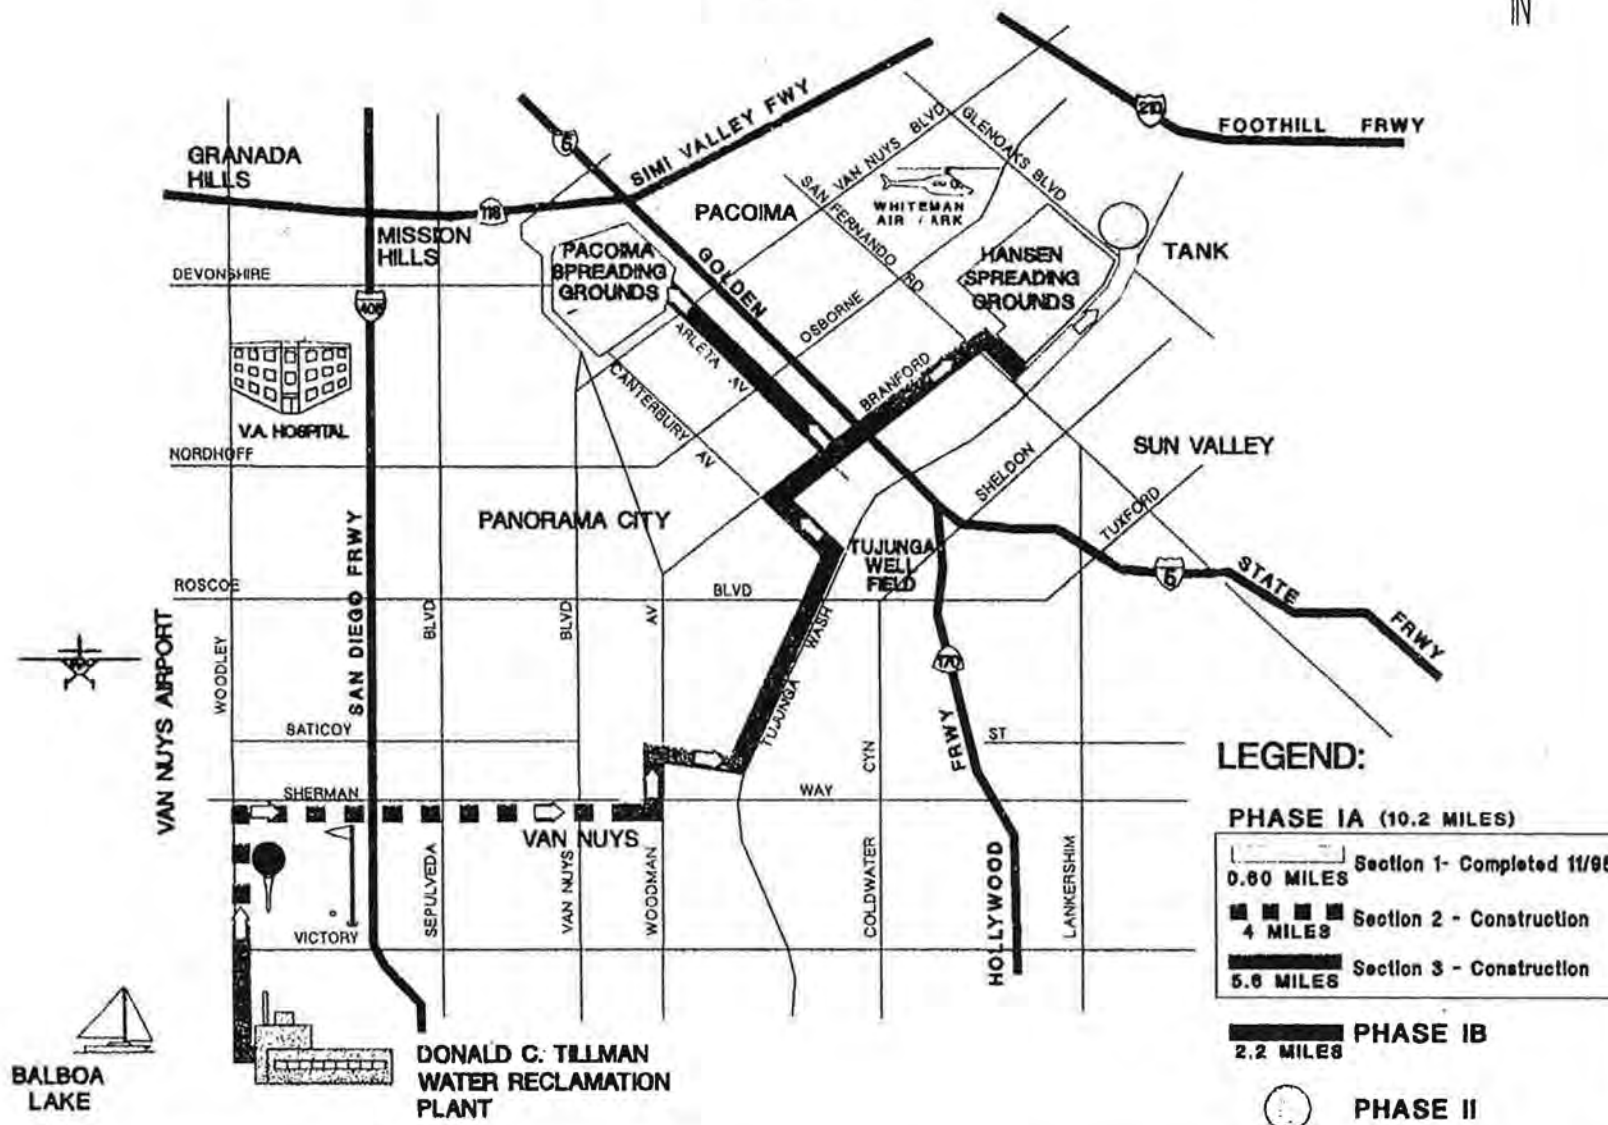 IN
210
FOOTHILL FRWY
SIMI VALLEY FWY
5
VAN NUYS BLVD
GLENOAKS BLVD
GRANADA
HILLS
118
MISSION
HILLS
PACOIMA
SAN FERNANDO RD
WHITEMAN
TANK
PACOIMA
SPREADING
GROUNDS
HANSEN
SPREADING
GROUNDS
GOLDEN
DEVONSHIRE
405
OSBORNE
ARLETA AV
BRANFORD
CANTERBURY AV
V.A. HOSPITAL
NORDHOFF
SUN VALLEY
SHELDON
TUXFORD
PANORAMA CITY
TUJUNGA
WELL
FIELD
5
STATE
FRWY
ROSCOE
BLVD
SAN DIEGO FRWY
BLVD
BLVD
AV
TUJUNGA WASH
170
VAN NUYS AIRPORT
WOODLEY
SATICOY
ST
FRWY
CYN
SHERMAN
WAY
VAN NUYS
SEPULVEDA
VAN NUYS
WOODMAN
COLDWATER
HOLLYWOOD
LANKERSHIM
VICTORY
BALBOA
LAKE
DONALD C. TILLMAN
WATER RECLAMATION
PLANT
LEGEND:
PHASE IA (10.2 MILES)
0.60 MILES Section 1- Completed
4 MILES Section 2 - Construction
5.6 MILES Section 3 - Construction
2.2 MILES PHASE IB
PHASE II